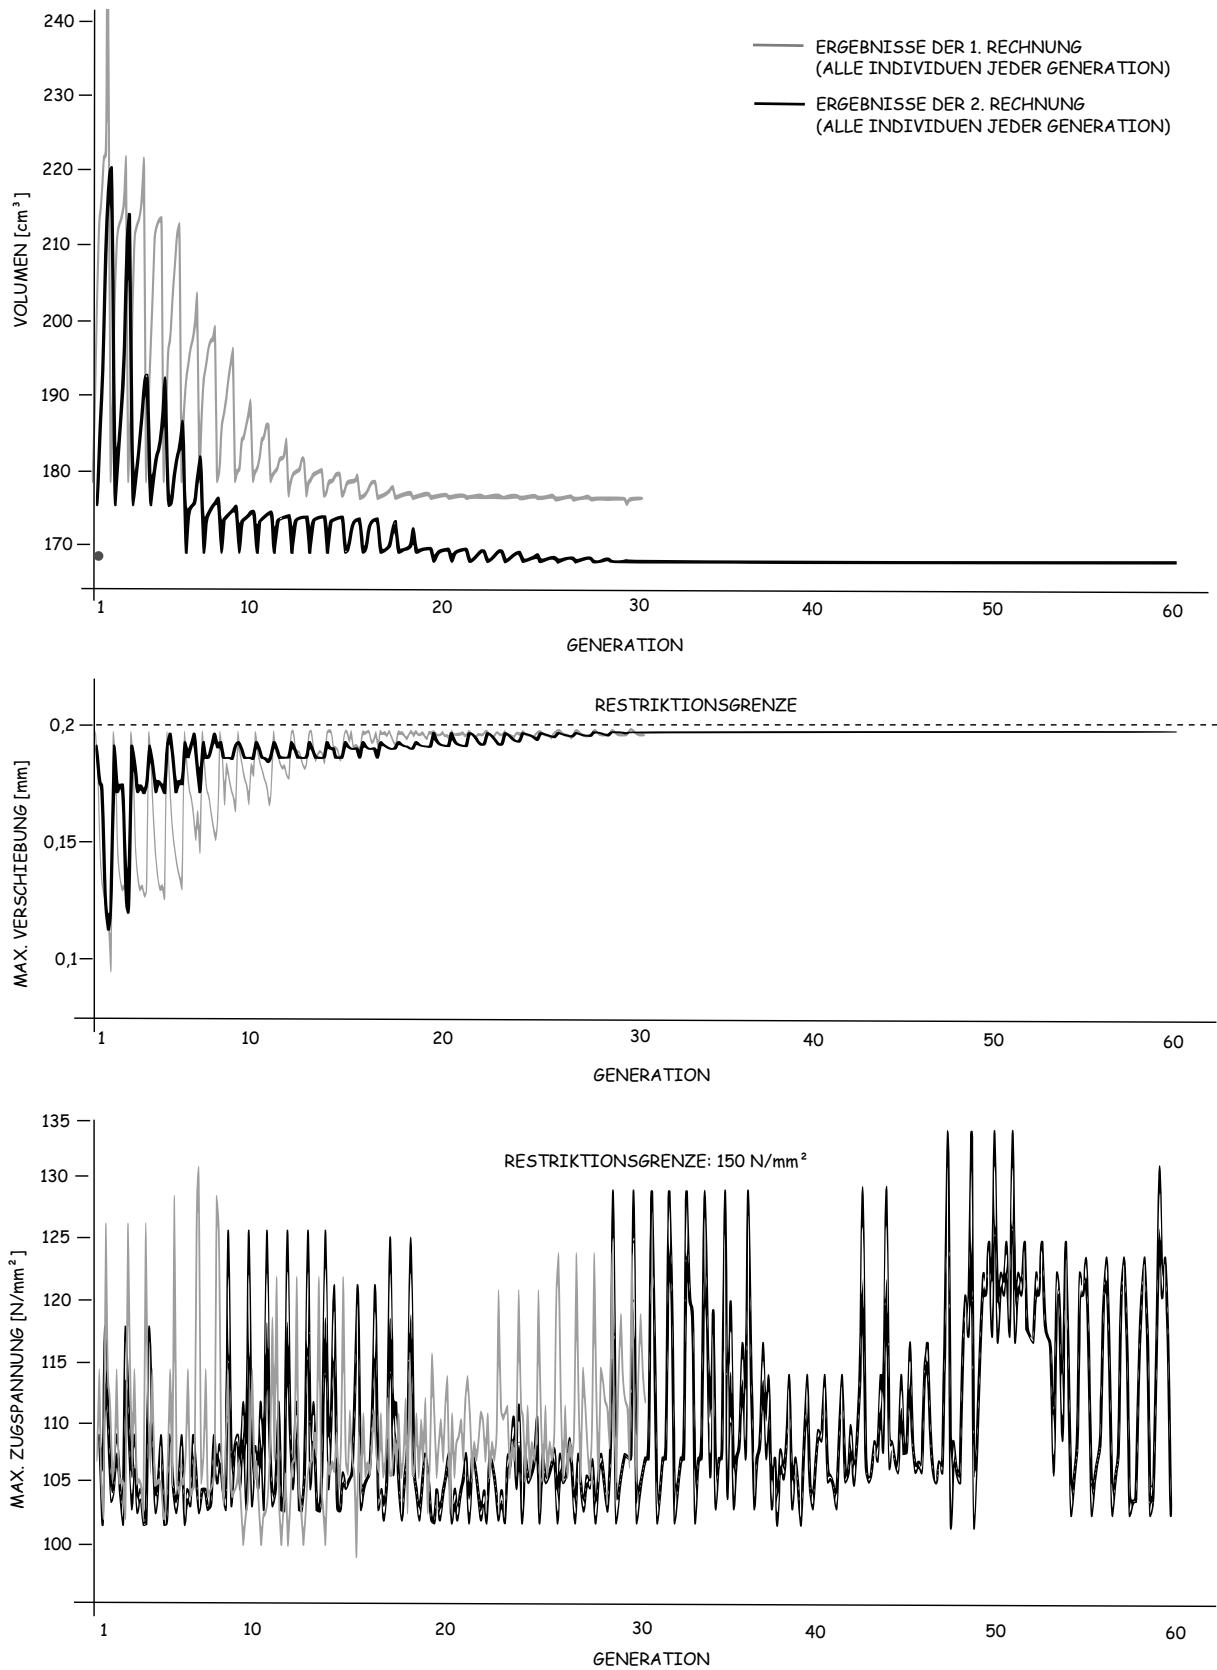 240
230
220
210
200
190
180
170
VOLUMEN [cm³]
ERGEBNISSE DER 1. RECHNUNG
(ALLE INDIVIDUEN JEDER GENERATION)
ERGEBNISSE DER 2. RECHNUNG
(ALLE INDIVIDUEN JEDER GENERATION)
1 10 20 30 40 50 60
GENERATION
RESTRIKTIONSGRENZE
0,2
0,15
0,1
MAX. VERSCHIEBUNG [mm]
1 10 20 30 40 50 60
GENERATION
135
130
125
120
115
110
105
100
MAX. ZUGSPANNUNG [N/mm²]
RESTRIKTIONSGRENZE: 150 N/mm²
1 10 20 30 40 50 60
GENERATION